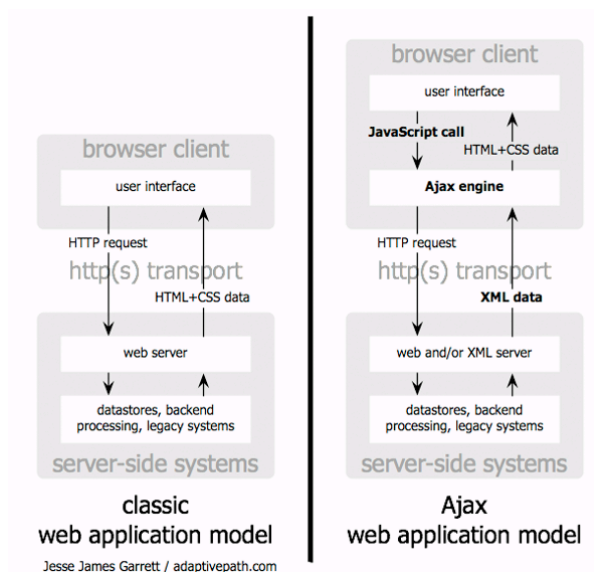 browser client
user interface
HTTP request
http(s) transport
HTML+CSS data
web server
datastores, backend
processing, legacy systems
server-side systems
classic
web application model
Jesse James Garrett / adaptivepath.com
browser client
user interface
JavaScript call
HTML+CSS data
Ajax engine
HTTP request
http(s) transport
XML data
web and/or XML server
datastores, backend
processing, legacy systems
server-side systems
Ajax
web application model